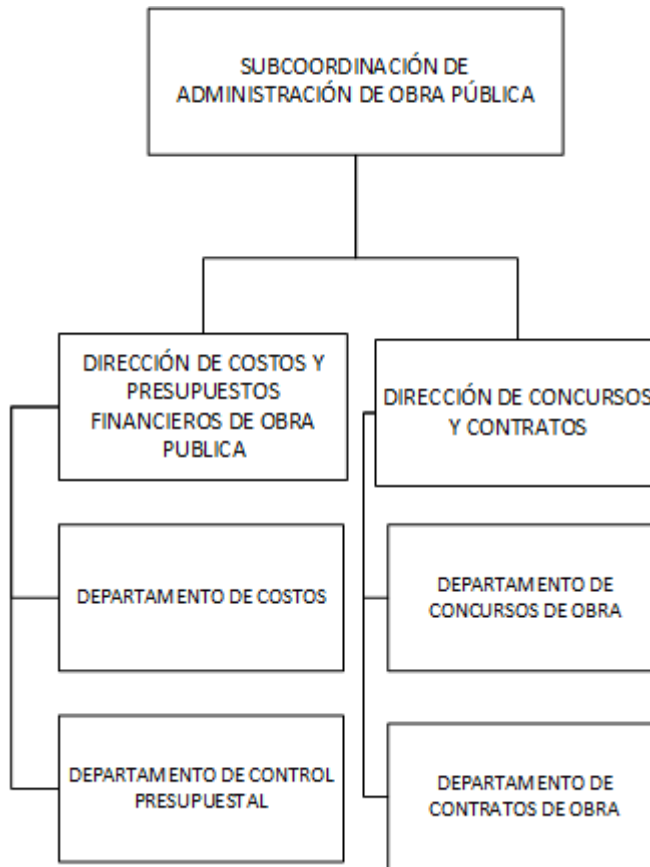 SUBCOORDINACIÓN DE
ADMINISTRACIÓN DE OBRA PÚBLICA
DIRECCIÓN DE COSTOS Y
PRESUPUESTOS
FINANCIEROS DE OBRA
PUBLICA
DIRECCIÓN DE CONCURSOS
Y CONTRATOS
DEPARTAMENTO DE COSTOS
DEPARTAMENTO DE
CONCURSOS DE OBRA
DEPARTAMENTO DE CONTROL
PRESUPUESTAL
DEPARTAMENTO DE
CONTRATOS DE OBRA